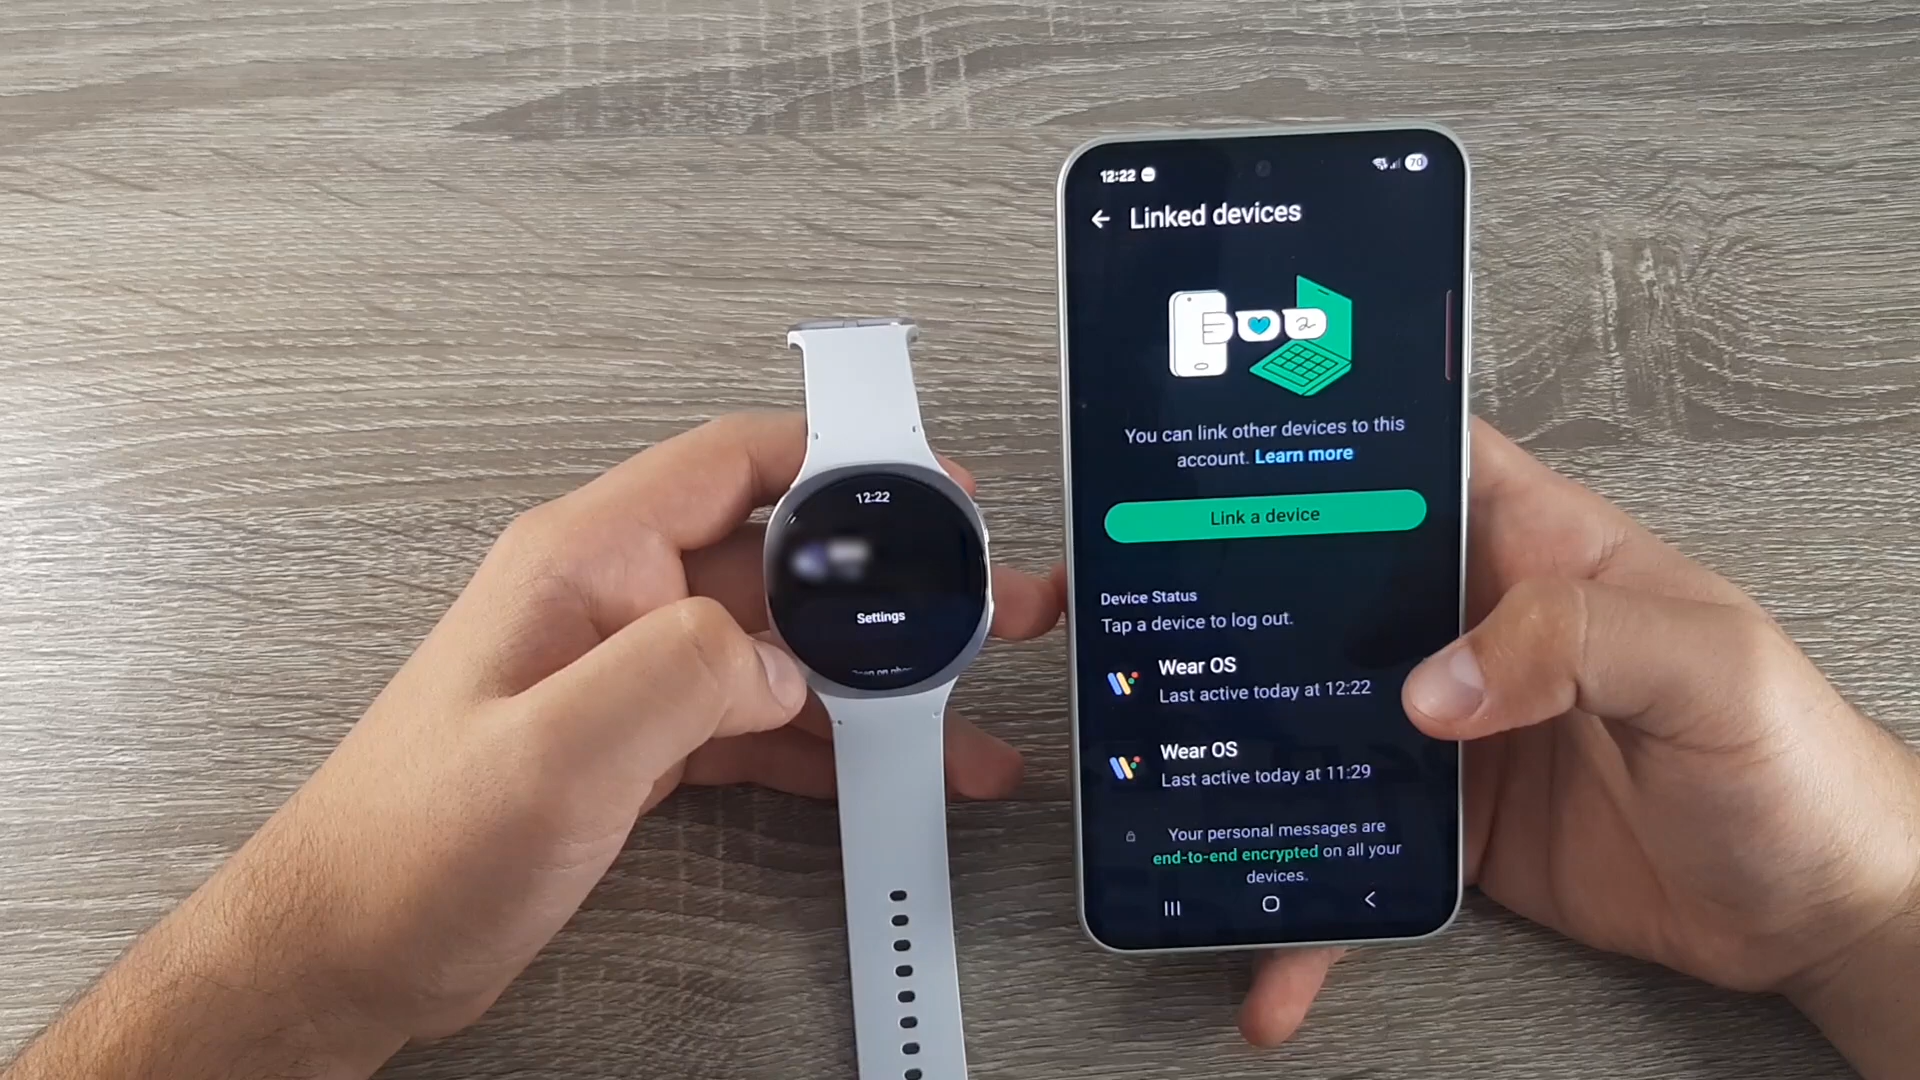 12:22
Settings
12:22
70
Linked devices
You can link other devices to this
account. Learn more
Link a device
Device Status
Tap a device to log out.
Wear OS
Last active today at 12:22
Wear OS
Last active today at 11:29
Your personal messages are
end-to-end encrypted on all your
devices.